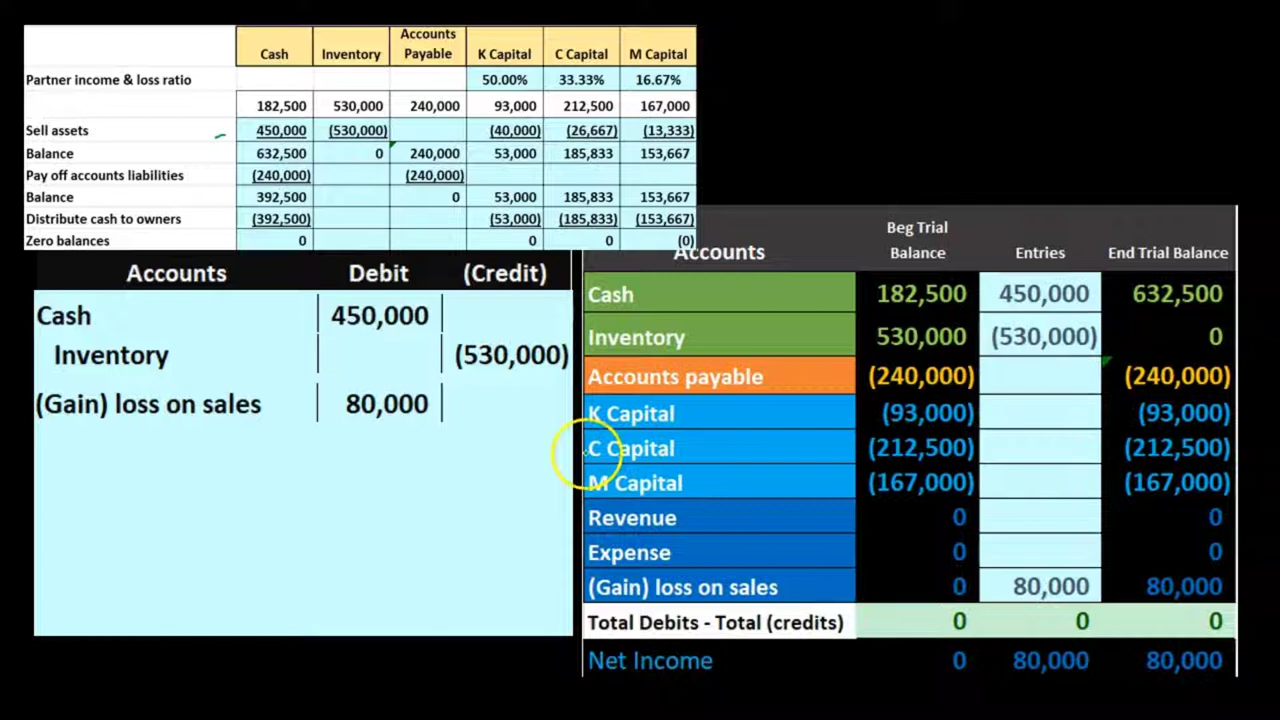 Cash Inventory Accounts Payable K Capital C Capital M Capital
Partner income & loss ratio 50.00% 33.33% 16.67%
182,500 530,000 240,000 93,000 212,500 167,000
Sell assets 450,000 (530,000) (40,000) (26,667) (13,333)
Balance 632,500 0 240,000 53,000 185,833 153,667
Pay off accounts liabilities (240,000) (240,000)
Balance 392,500 0 53,000 185,833 153,667
Distribute cash to owners (392,500) (53,000) (185,833) (153,667)
Zero balances 0 0 0 (0)
Accounts Debit (Credit)
Cash 450,000
Inventory (530,000)
(Gain) loss on sales 80,000
Accounts Beg Trial Balance Entries End Trial Balance
Cash 182,500 450,000 632,500
Inventory 530,000 (530,000) 0
Accounts payable (240,000) (240,000)
K Capital (93,000) (93,000)
C Capital (212,500) (212,500)
M Capital (167,000) (167,000)
Revenue 0 0
Expense 0 0
(Gain) loss on sales 0 80,000 80,000
Total Debits - Total (credits) 0 0 0
Net Income 0 80,000 80,000